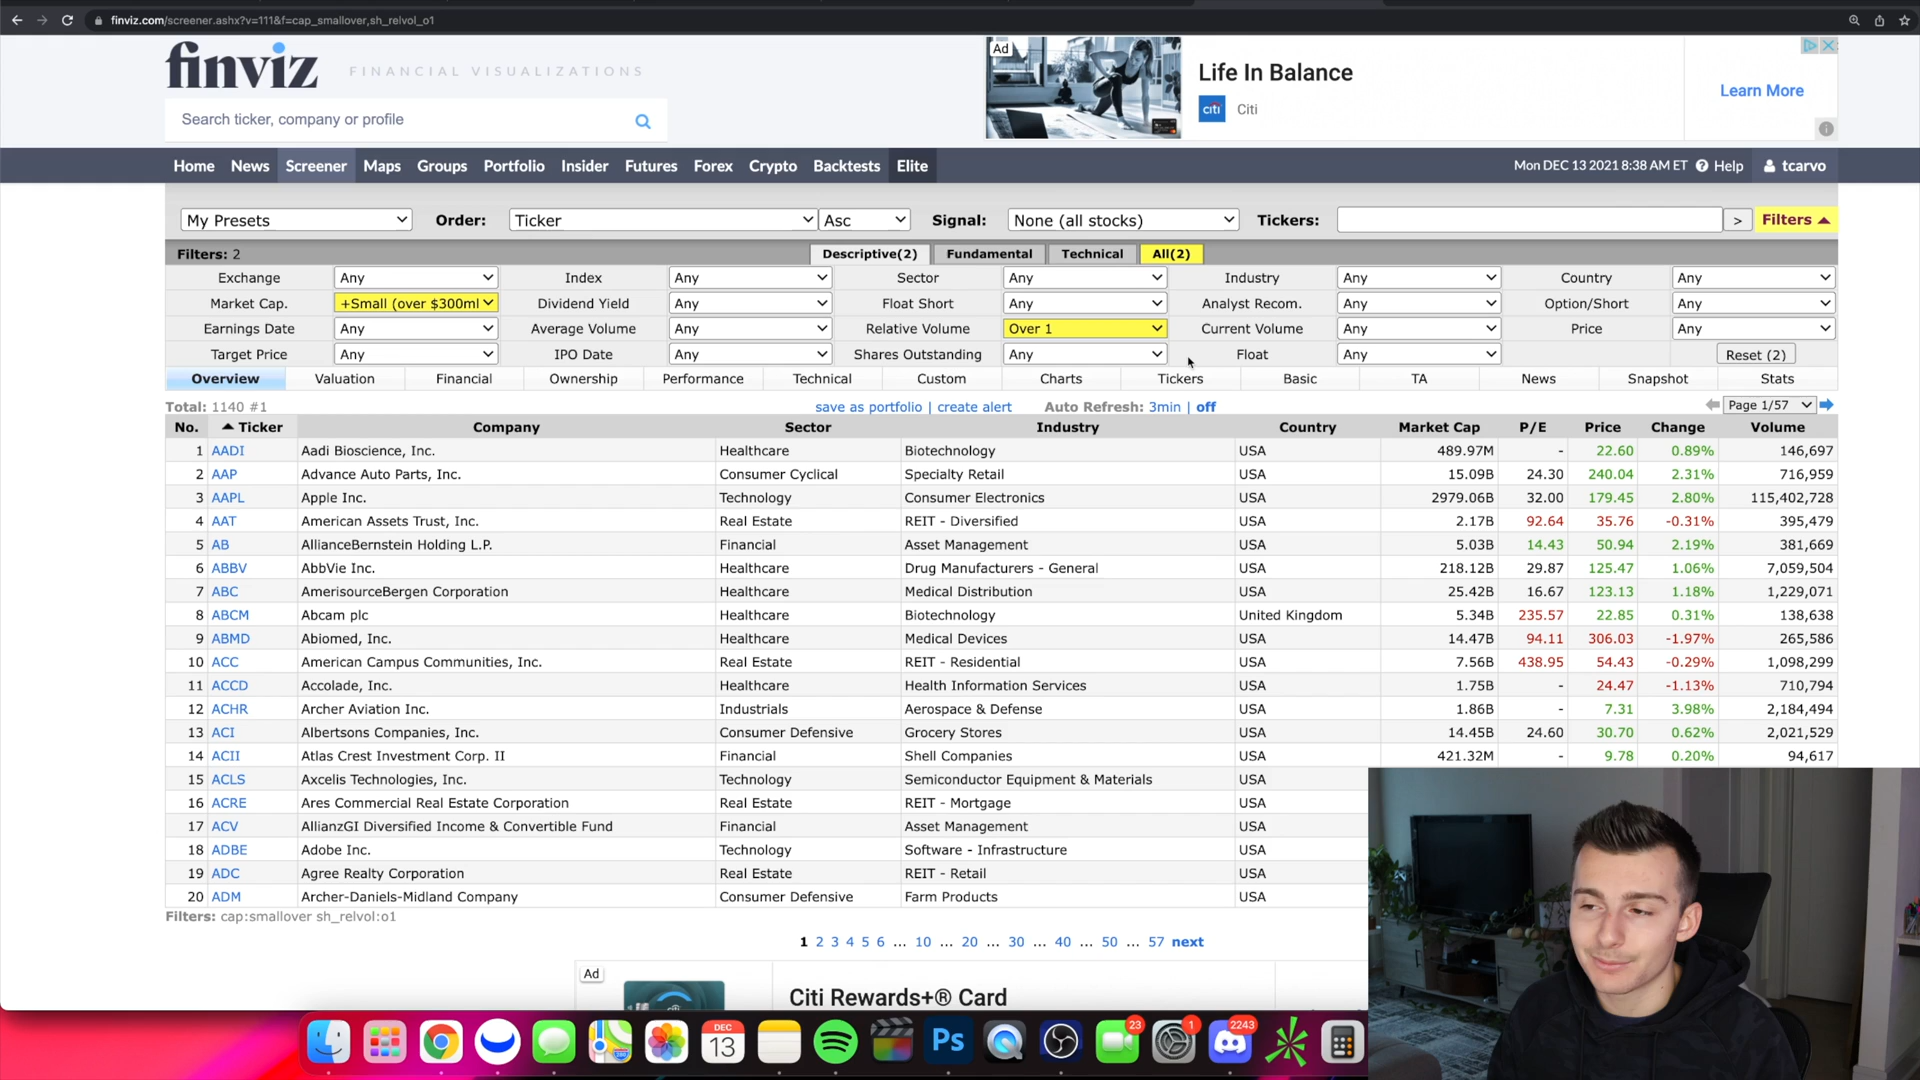 finviz.com/screener.ashx?v=111&f=cap_smallover,sh_relvol_o1
finviz FINANCIAL VISUALIZATIONS
Search ticker, company or profile
Ad
Life In Balance
citi Citi
Learn More
Home News Screener Maps Groups Portfolio Insider Futures Forex Crypto Backtests Elite Mon DEC 13 2021 8:38 AM ET Help tcarvo
My Presets Order: Ticker Asc Signal: None (all stocks) Tickers: > Filters
Filters: 2 Descriptive(2) Fundamental Technical All(2)
Exchange Any Index Any Sector Any Industry Any Country Any
Market Cap. +Small (over $300ml Dividend Yield Any Float Short Any Analyst Recom. Any Option/Short Any
Earnings Date Any Average Volume Any Relative Volume Over 1 Current Volume Any Price Any
Target Price Any IPO Date Any Shares Outstanding Any Float Any Reset (2)
Overview Valuation Financial Ownership Performance Technical Custom Charts Tickers Basic TA News Snapshot Stats
Total: 1140 #1 save as portfolio | create alert Auto Refresh: 3min | off Page 1/57
No. Ticker Company Sector Industry Country Market Cap P/E Price Change Volume
1 AADI Aadi Bioscience, Inc. Healthcare Biotechnology USA 489.97M - 22.60 0.89% 146,697
2 AAP Advance Auto Parts, Inc. Consumer Cyclical Specialty Retail USA 15.09B 24.30 240.04 2.31% 716,959
3 AAPL Apple Inc. Technology Consumer Electronics USA 2979.06B 32.00 179.45 2.80% 115,402,728
4 AAT American Assets Trust, Inc. Real Estate REIT - Diversified USA 2.17B 92.64 35.76 -0.31% 395,479
5 AB AllianceBernstein Holding L.P. Financial Asset Management USA 5.03B 14.43 50.94 2.19% 381,669
6 ABBV AbbVie Inc. Healthcare Drug Manufacturers - General USA 218.12B 29.87 125.47 1.06% 7,059,504
7 ABC AmerisourceBergen Corporation Healthcare Medical Distribution USA 25.42B 16.67 123.13 1.18% 1,229,071
8 ABCM Abcam plc Healthcare Biotechnology United Kingdom 5.34B 235.57 22.85 0.31% 138,638
9 ABMD Abiomed, Inc. Healthcare Medical Devices USA 14.47B 94.11 306.03 -1.97% 265,586
10 ACC American Campus Communities, Inc. Real Estate REIT - Residential USA 7.56B 438.95 54.43 -0.29% 1,098,299
11 ACCD Accolade, Inc. Healthcare Health Information Services USA 1.75B - 24.47 -1.13% 710,794
12 ACHR Archer Aviation Inc. Industrials Aerospace & Defense USA 1.86B - 7.31 3.98% 2,184,494
13 ACI Albertsons Companies, Inc. Consumer Defensive Grocery Stores USA 14.45B 24.60 30.70 0.62% 2,021,529
14 ACII Atlas Crest Investment Corp. II Financial Shell Companies USA 421.32M - 9.78 0.20% 94,617
15 ACLS Axcelis Technologies, Inc. Technology Semiconductor Equipment & Materials USA
16 ACRE Ares Commercial Real Estate Corporation Real Estate REIT - Mortgage USA
17 ACV AllianzGI Diversified Income & Convertible Fund Financial Asset Management USA
18 ADBE Adobe Inc. Technology Software - Infrastructure USA
19 ADC Agree Realty Corporation Real Estate REIT - Retail USA
20 ADM Archer-Daniels-Midland Company Consumer Defensive Farm Products USA
Filters: cap:smallover sh_relvol:o1
1 2 3 4 5 6 ... 10 ... 20 ... 30 ... 40 ... 50 ... 57 next
Ad
Citi Rewards+® Card
DEC
13
Ps
23
1
2243